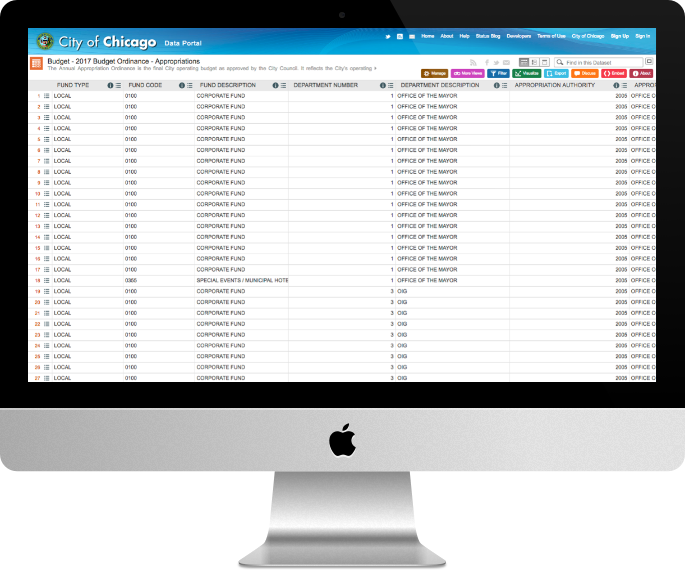 City of Chicago Data Portal
Home About Help Status Blog Developers Terms of Use City of Chicago Sign Up Sign In
Budget - 2017 Budget Ordinance - Appropriations
The Annual Appropriation Ordinance is the final City operating budget as approved by the City Council. It reflects the City's operating
Find in this Dataset
Manage More Views Filter Visualize Export Discuss Embed About
FUND TYPE FUND CODE FUND DESCRIPTION DEPARTMENT NUMBER DEPARTMENT DESCRIPTION APPROPRIATION AUTHORITY APPROP
1 LOCAL 0100 CORPORATE FUND 1 OFFICE OF THE MAYOR 2005 OFFICE O
2 LOCAL 0100 CORPORATE FUND 1 OFFICE OF THE MAYOR 2005 OFFICE O
3 LOCAL 0100 CORPORATE FUND 1 OFFICE OF THE MAYOR 2005 OFFICE O
4 LOCAL 0100 CORPORATE FUND 1 OFFICE OF THE MAYOR 2005 OFFICE O
5 LOCAL 0100 CORPORATE FUND 1 OFFICE OF THE MAYOR 2005 OFFICE O
6 LOCAL 0100 CORPORATE FUND 1 OFFICE OF THE MAYOR 2005 OFFICE O
7 LOCAL 0100 CORPORATE FUND 1 OFFICE OF THE MAYOR 2005 OFFICE O
8 LOCAL 0100 CORPORATE FUND 1 OFFICE OF THE MAYOR 2005 OFFICE O
9 LOCAL 0100 CORPORATE FUND 1 OFFICE OF THE MAYOR 2005 OFFICE O
10 LOCAL 0100 CORPORATE FUND 1 OFFICE OF THE MAYOR 2005 OFFICE O
11 LOCAL 0100 CORPORATE FUND 1 OFFICE OF THE MAYOR 2005 OFFICE O
12 LOCAL 0100 CORPORATE FUND 1 OFFICE OF THE MAYOR 2005 OFFICE O
13 LOCAL 0100 CORPORATE FUND 1 OFFICE OF THE MAYOR 2005 OFFICE O
14 LOCAL 0100 CORPORATE FUND 1 OFFICE OF THE MAYOR 2005 OFFICE O
15 LOCAL 0100 CORPORATE FUND 1 OFFICE OF THE MAYOR 2005 OFFICE O
16 LOCAL 0100 CORPORATE FUND 1 OFFICE OF THE MAYOR 2005 OFFICE O
17 LOCAL 0100 CORPORATE FUND 1 OFFICE OF THE MAYOR 2005 OFFICE O
18 LOCAL 0355 SPECIAL EVENTS / MUNICIPAL HOTE 1 OFFICE OF THE MAYOR 2005 OFFICE O
19 LOCAL 0100 CORPORATE FUND 3 OIG 2005 OFFICE O
20 LOCAL 0100 CORPORATE FUND 3 OIG 2005 OFFICE O
21 LOCAL 0100 CORPORATE FUND 3 OIG 2005 OFFICE O
22 LOCAL 0100 CORPORATE FUND 3 OIG 2005 OFFICE O
23 LOCAL 0100 CORPORATE FUND 3 OIG 2005 OFFICE O
24 LOCAL 0100 CORPORATE FUND 3 OIG 2005 OFFICE O
25 LOCAL 0100 CORPORATE FUND 3 OIG 2005 OFFICE O
26 LOCAL 0100 CORPORATE FUND 3 OIG 2005 OFFICE O
27 LOCAL 0100 CORPORATE FUND 3 OIG 2005 OFFICE O